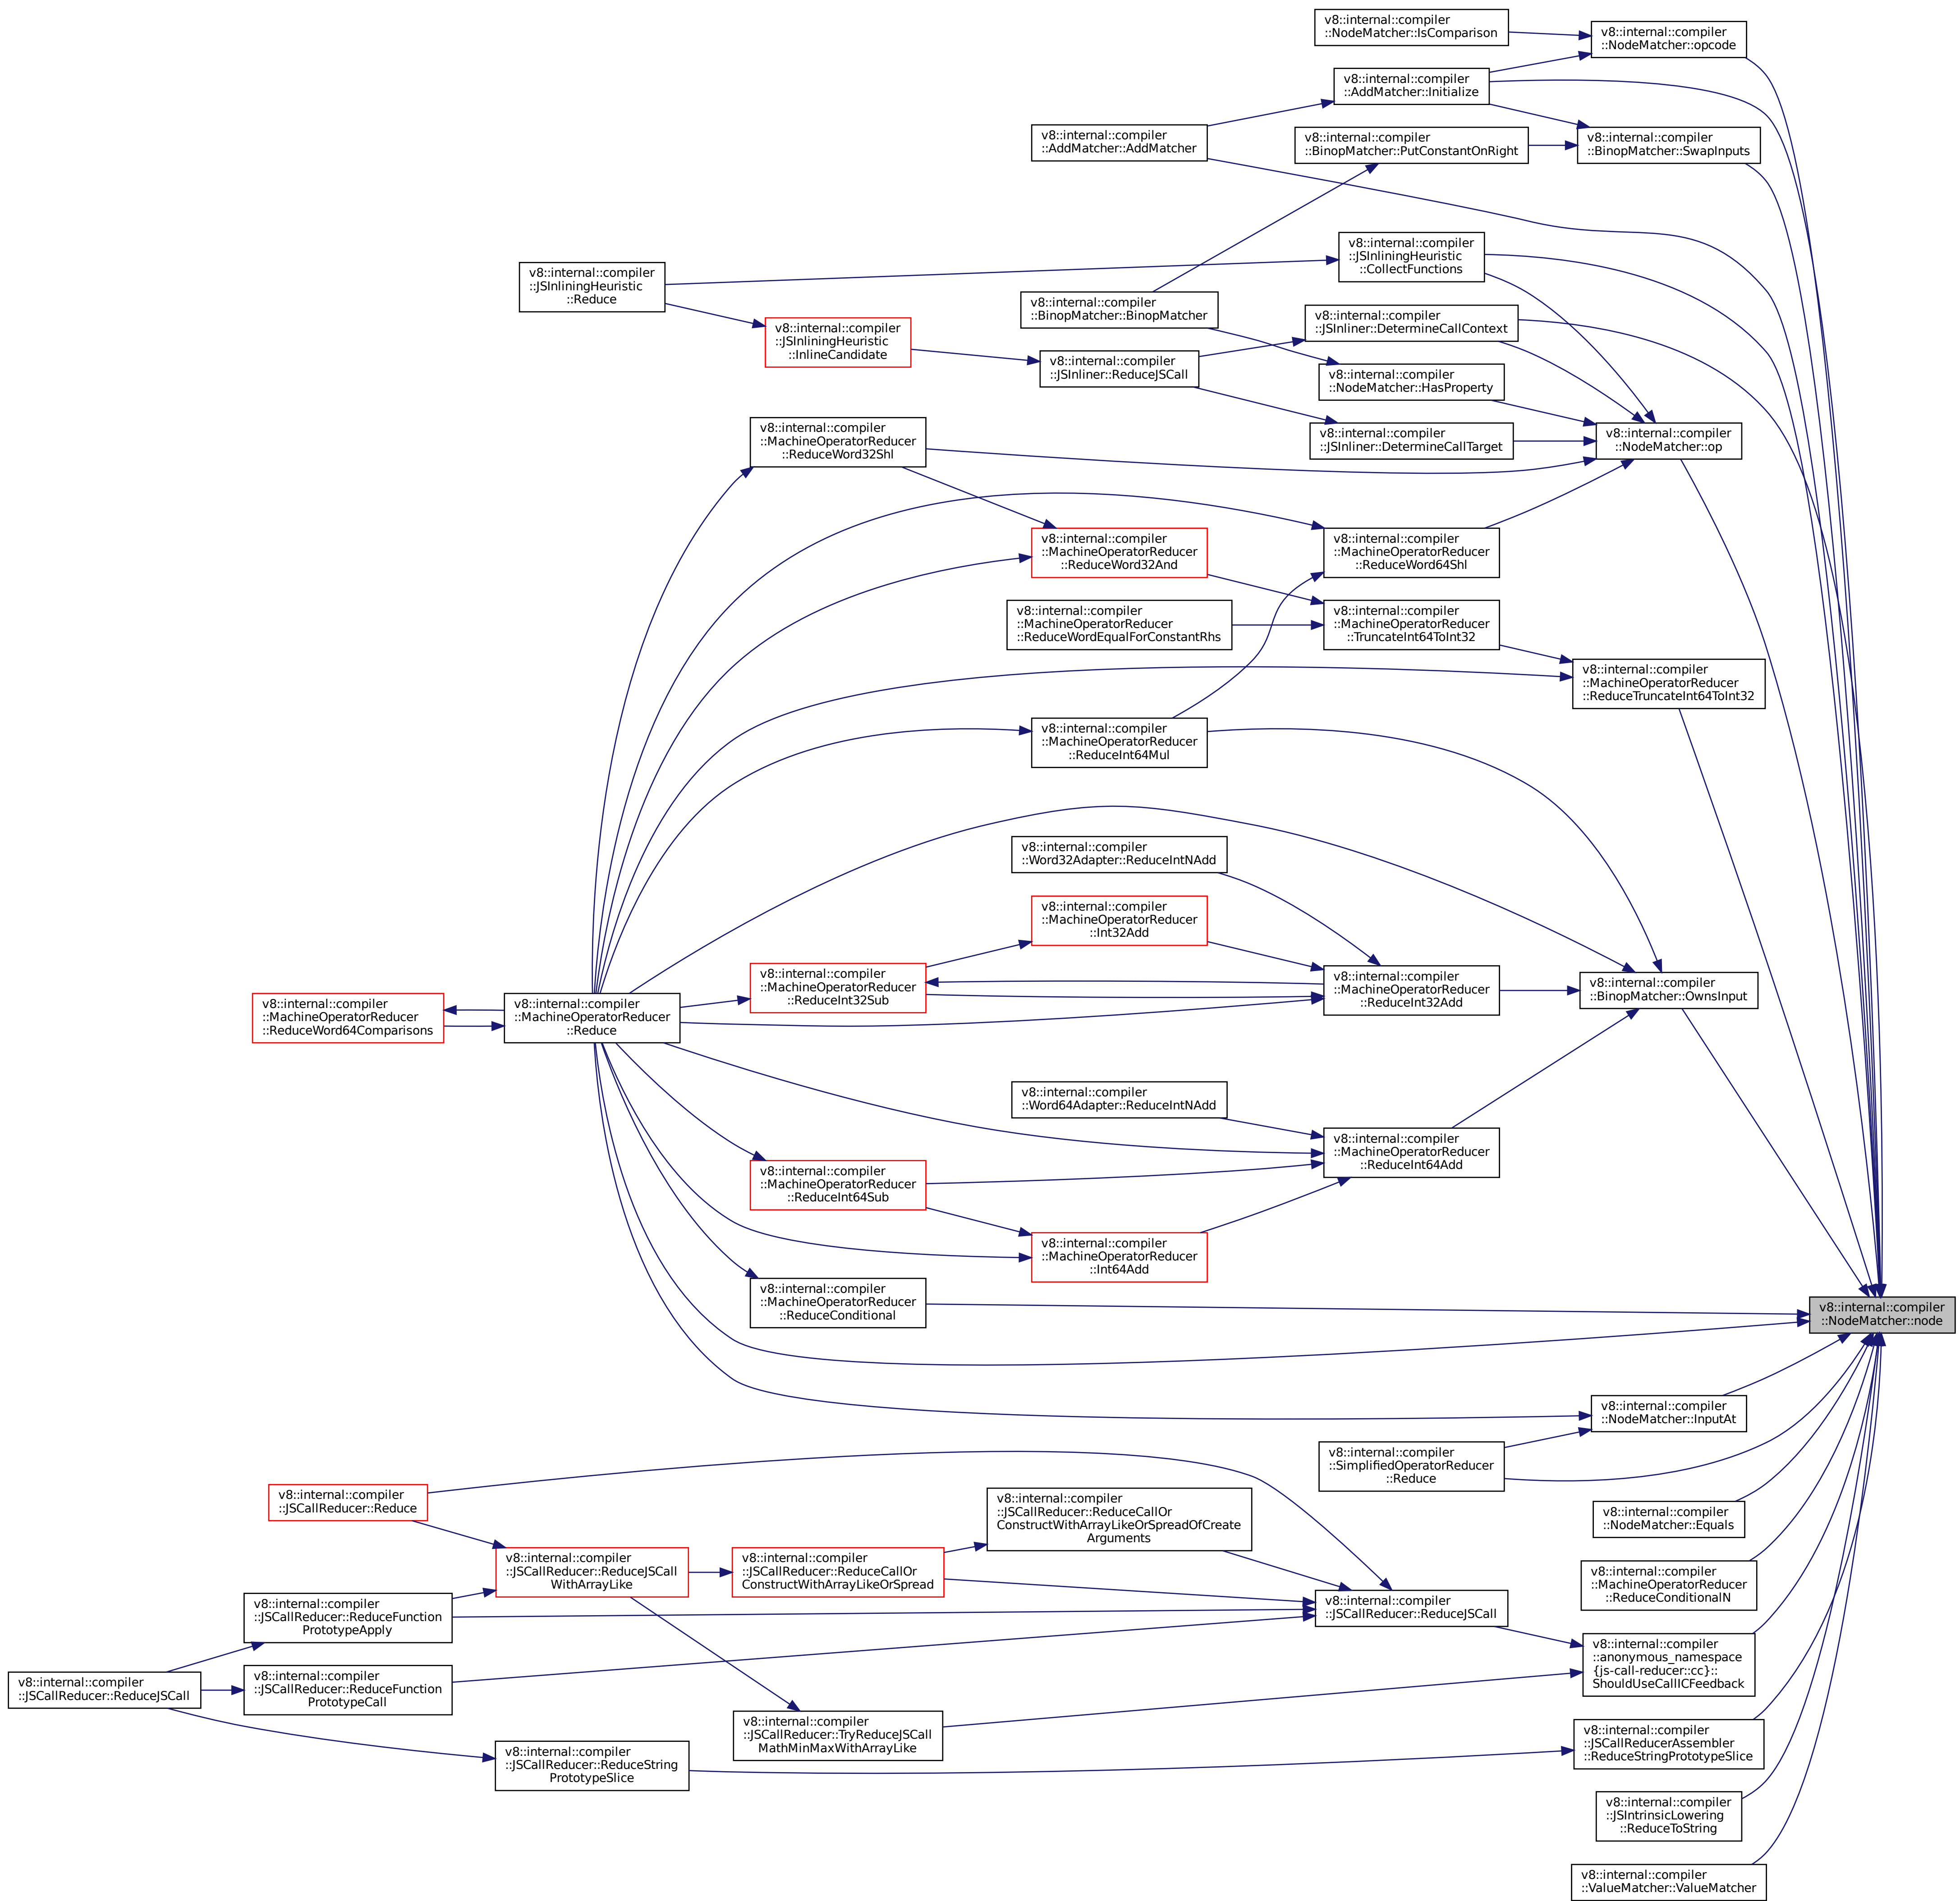 v8::internal::compiler
::NodeMatcher::IsComparison
v8::internal::compiler
::NodeMatcher::opcode
v8::internal::compiler
::AddMatcher::Initialize
v8::internal::compiler
::AddMatcher::AddMatcher
v8::internal::compiler
::BinopMatcher::PutConstantOnRight
v8::internal::compiler
::BinopMatcher::SwapInputs
v8::internal::compiler
::JSInliningHeuristic
::CollectFunctions
v8::internal::compiler
::JSInliningHeuristic
::Reduce
v8::internal::compiler
::BinopMatcher::BinopMatcher
v8::internal::compiler
::JSInliner::DetermineCallContext
v8::internal::compiler
::JSInliningHeuristic
::InlineCandidate
v8::internal::compiler
::JSInliner::ReduceJSCall
v8::internal::compiler
::NodeMatcher::HasProperty
v8::internal::compiler
::MachineOperatorReducer
::ReduceWord32Shl
v8::internal::compiler
::JSInliner::DetermineCallTarget
v8::internal::compiler
::NodeMatcher::op
v8::internal::compiler
::MachineOperatorReducer
::ReduceWord32And
v8::internal::compiler
::MachineOperatorReducer
::ReduceWord64Shl
v8::internal::compiler
::MachineOperatorReducer
::ReduceWordEqualForConstantRhs
v8::internal::compiler
::MachineOperatorReducer
::TruncateInt64ToInt32
v8::internal::compiler
::MachineOperatorReducer
::ReduceTruncateInt64ToInt32
v8::internal::compiler
::MachineOperatorReducer
::ReduceInt64Mul
v8::internal::compiler
::Word32Adapter::ReduceIntNAdd
v8::internal::compiler
::MachineOperatorReducer
::Int32Add
v8::internal::compiler
::MachineOperatorReducer
::ReduceInt32Sub
v8::internal::compiler
::MachineOperatorReducer
::ReduceInt32Add
v8::internal::compiler
::BinopMatcher::OwnsInput
v8::internal::compiler
::MachineOperatorReducer
::ReduceWord64Comparisons
v8::internal::compiler
::MachineOperatorReducer
::Reduce
v8::internal::compiler
::Word64Adapter::ReduceIntNAdd
v8::internal::compiler
::MachineOperatorReducer
::ReduceInt64Add
v8::internal::compiler
::MachineOperatorReducer
::ReduceInt64Sub
v8::internal::compiler
::MachineOperatorReducer
::Int64Add
v8::internal::compiler
::MachineOperatorReducer
::ReduceConditional
v8::internal::compiler
::NodeMatcher::node
v8::internal::compiler
::NodeMatcher::InputAt
v8::internal::compiler
::SimplifiedOperatorReducer
::Reduce
v8::internal::compiler
::JSCallReducer::Reduce
v8::internal::compiler
::JSCallReducer::ReduceCallOr
ConstructWithArrayLikeOrSpreadOfCreate
Arguments
v8::internal::compiler
::NodeMatcher::Equals
v8::internal::compiler
::JSCallReducer::ReduceJSCall
WithArrayLike
v8::internal::compiler
::JSCallReducer::ReduceCallOr
ConstructWithArrayLikeOrSpread
v8::internal::compiler
::MachineOperatorReducer
::ReduceConditionalN
v8::internal::compiler
::JSCallReducer::ReduceFunction
PrototypeApply
v8::internal::compiler
::JSCallReducer::ReduceJSCall
v8::internal::compiler
::anonymous_namespace
{js-call-reducer::cc}::
ShouldUseCallICFeedback
v8::internal::compiler
::JSCallReducer::ReduceJSCall
v8::internal::compiler
::JSCallReducer::ReduceFunction
PrototypeCall
v8::internal::compiler
::JSCallReducer::TryReduceJSCall
MathMinMaxWithArrayLike
v8::internal::compiler
::JSCallReducerAssembler
::ReduceStringPrototypeSlice
v8::internal::compiler
::JSCallReducer::ReduceString
PrototypeSlice
v8::internal::compiler
::JSIntrinsicLowering
::ReduceToString
v8::internal::compiler
::ValueMatcher::ValueMatcher